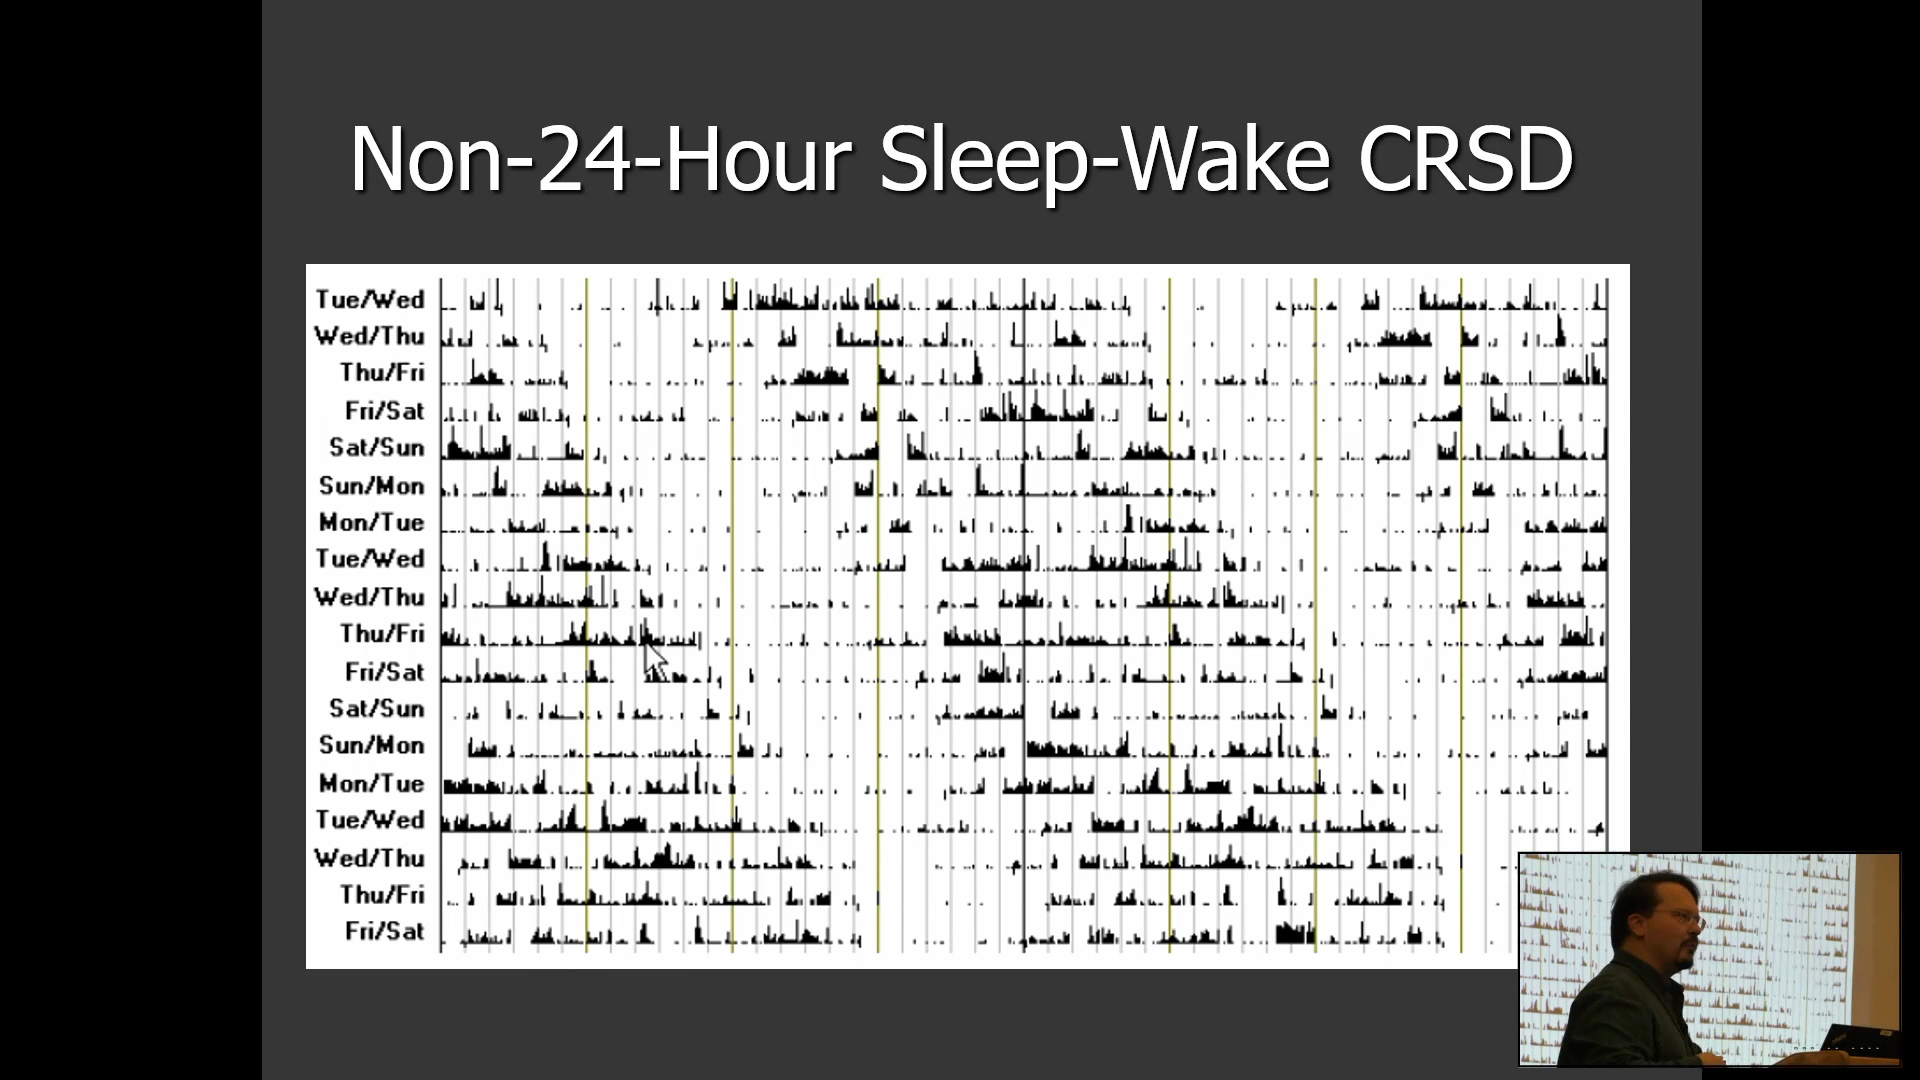 Non-24-Hour Sleep-Wake CRSD
Tue/Wed
Wed/Thu
Thu/Fri
Fri/Sat
Sat/Sun
Sun/Mon
Mon/Tue
Tue/Wed
Wed/Thu
Thu/Fri
Fri/Sat
Sat/Sun
Sun/Mon
Mon/Tue
Tue/Wed
Wed/Thu
Thu/Fri
Fri/Sat